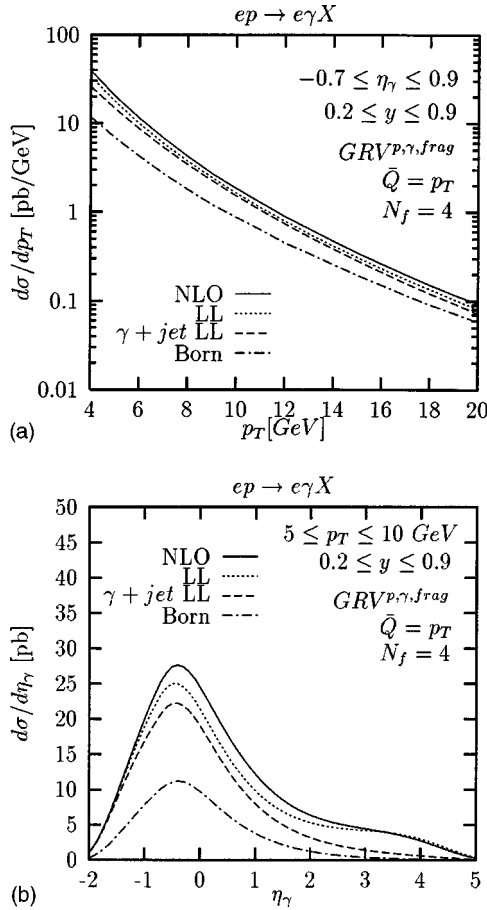 ep → eγX
100
10
1
0.1
0.01
dσ/dp_T [pb/GeV]
−0.7 ≤ η_γ ≤ 0.9
0.2 ≤ y ≤ 0.9
GRV^{p,γ,frag}
Q̄ = p_T
N_f = 4
NLO
LL
γ + jet LL
Born
4 6 8 10 12 14 16 18 20
p_T[GeV]
(a)
ep → eγX
50
45
40
35
30
25
20
15
10
5
0
dσ/dη_γ [pb]
5 ≤ p_T ≤ 10 GeV
0.2 ≤ y ≤ 0.9
GRV^{p,γ,frag}
Q̄ = p_T
N_f = 4
NLO
LL
γ + jet LL
Born
-2 -1 0 1 2 3 4 5
η_γ
(b)